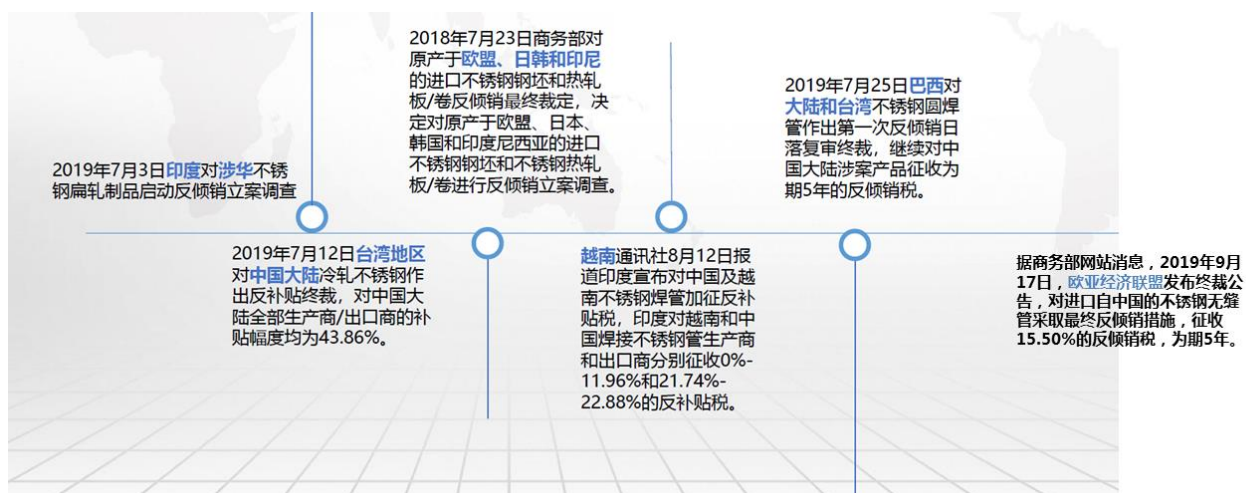 2019年7月3日印度对涉华不锈
钢扁轧制品启动反倾销立案调查
2019年7月12日台湾地区
对中国大陆冷轧不锈钢作
出反补贴终裁，对中国大
陆全部生产商/出口商的补
贴幅度均为43.86%。
2018年7月23日商务部对
原产于欧盟、日韩和印尼
的进口不锈钢钢坯和热轧
板/卷反倾销最终裁定，决
定对原产于欧盟、日本、
韩国和印度尼西亚的进口
不锈钢钢坯和不锈钢热轧
板/卷进行反倾销立案调查。
越南通讯社8月12日报
道印度宣布对中国及越
南不锈钢焊管加征反补
贴税，印度对越南和中
国焊接不锈钢管生产商
和出口商分别征收0%-
11.96%和21.74%-
22.88%的反补贴税。
2019年7月25日巴西对
大陆和台湾不锈钢圆焊
管作出第一次反倾销日
落复审终裁，继续对中
国大陆涉案产品征收为
期5年的反倾销税。
据商务部网站消息，2019年9月
17日，欧亚经济联盟发布终裁公
告，对进口自中国的不锈钢无缝
管采取最终反倾销措施，征收
15.50%的反倾销税，为期5年。